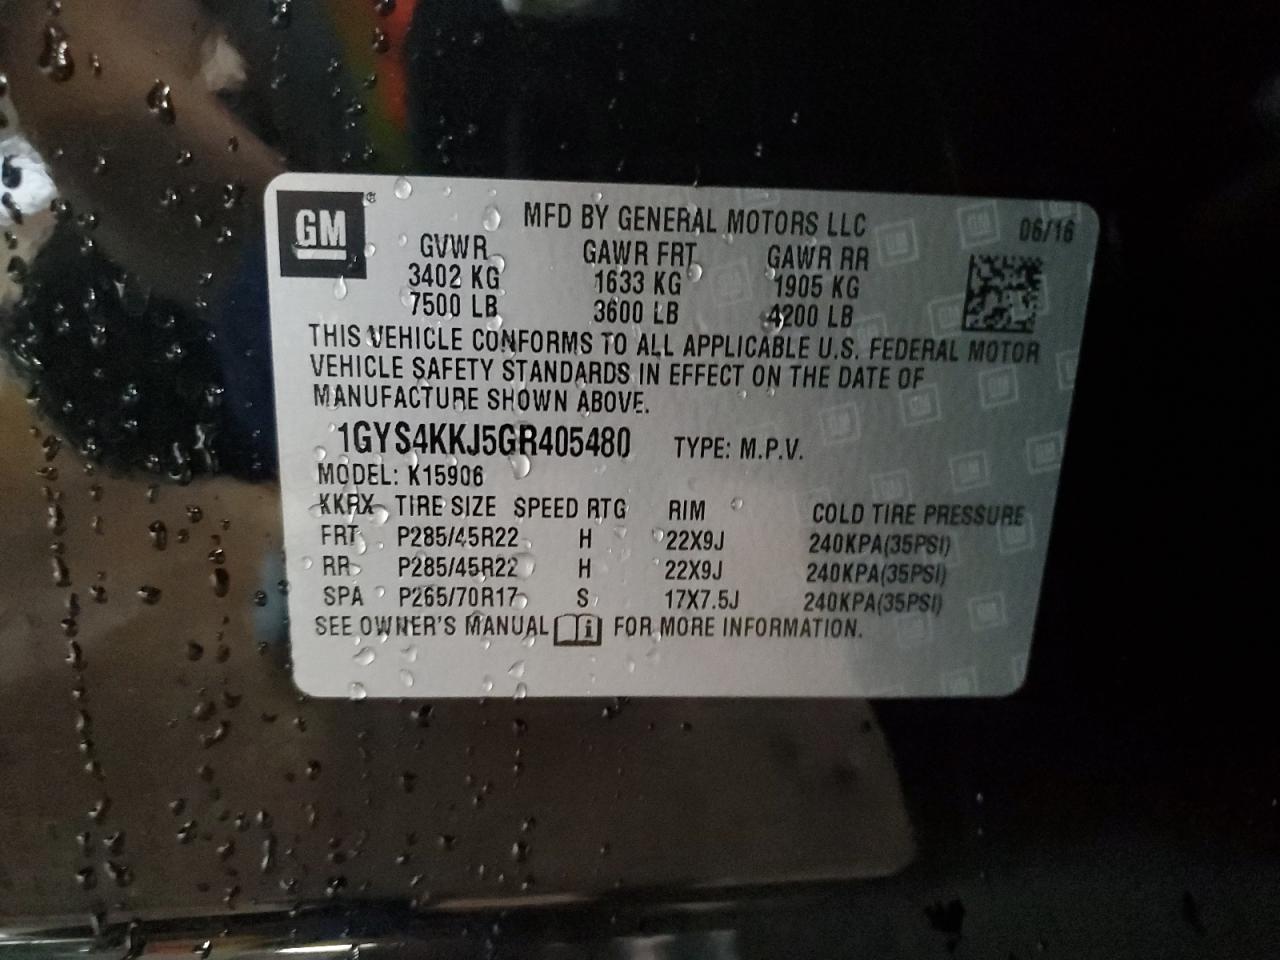 GM ®
MFD BY GENERAL MOTORS LLC 06/16
GVWR GAWR FRT GAWR RR
3402 KG 1633 KG 1905 KG
7500 LB 3600 LB 4200 LB
THIS VEHICLE CONFORMS TO ALL APPLICABLE U.S. FEDERAL MOTOR
VEHICLE SAFETY STANDARDS IN EFFECT ON THE DATE OF
MANUFACTURE SHOWN ABOVE.
1GYS4KKJ5GR405480 TYPE: M.P.V.
MODEL: K15906
KKRX TIRE SIZE SPEED RTG RIM COLD TIRE PRESSURE
FRT P285/45R22 H 22X9J 240KPA(35PSI)
RR P285/45R22 H 22X9J 240KPA(35PSI)
SPA P265/70R17 S 17X7.5J 240KPA(35PSI)
SEE OWNER'S MANUAL i FOR MORE INFORMATION.